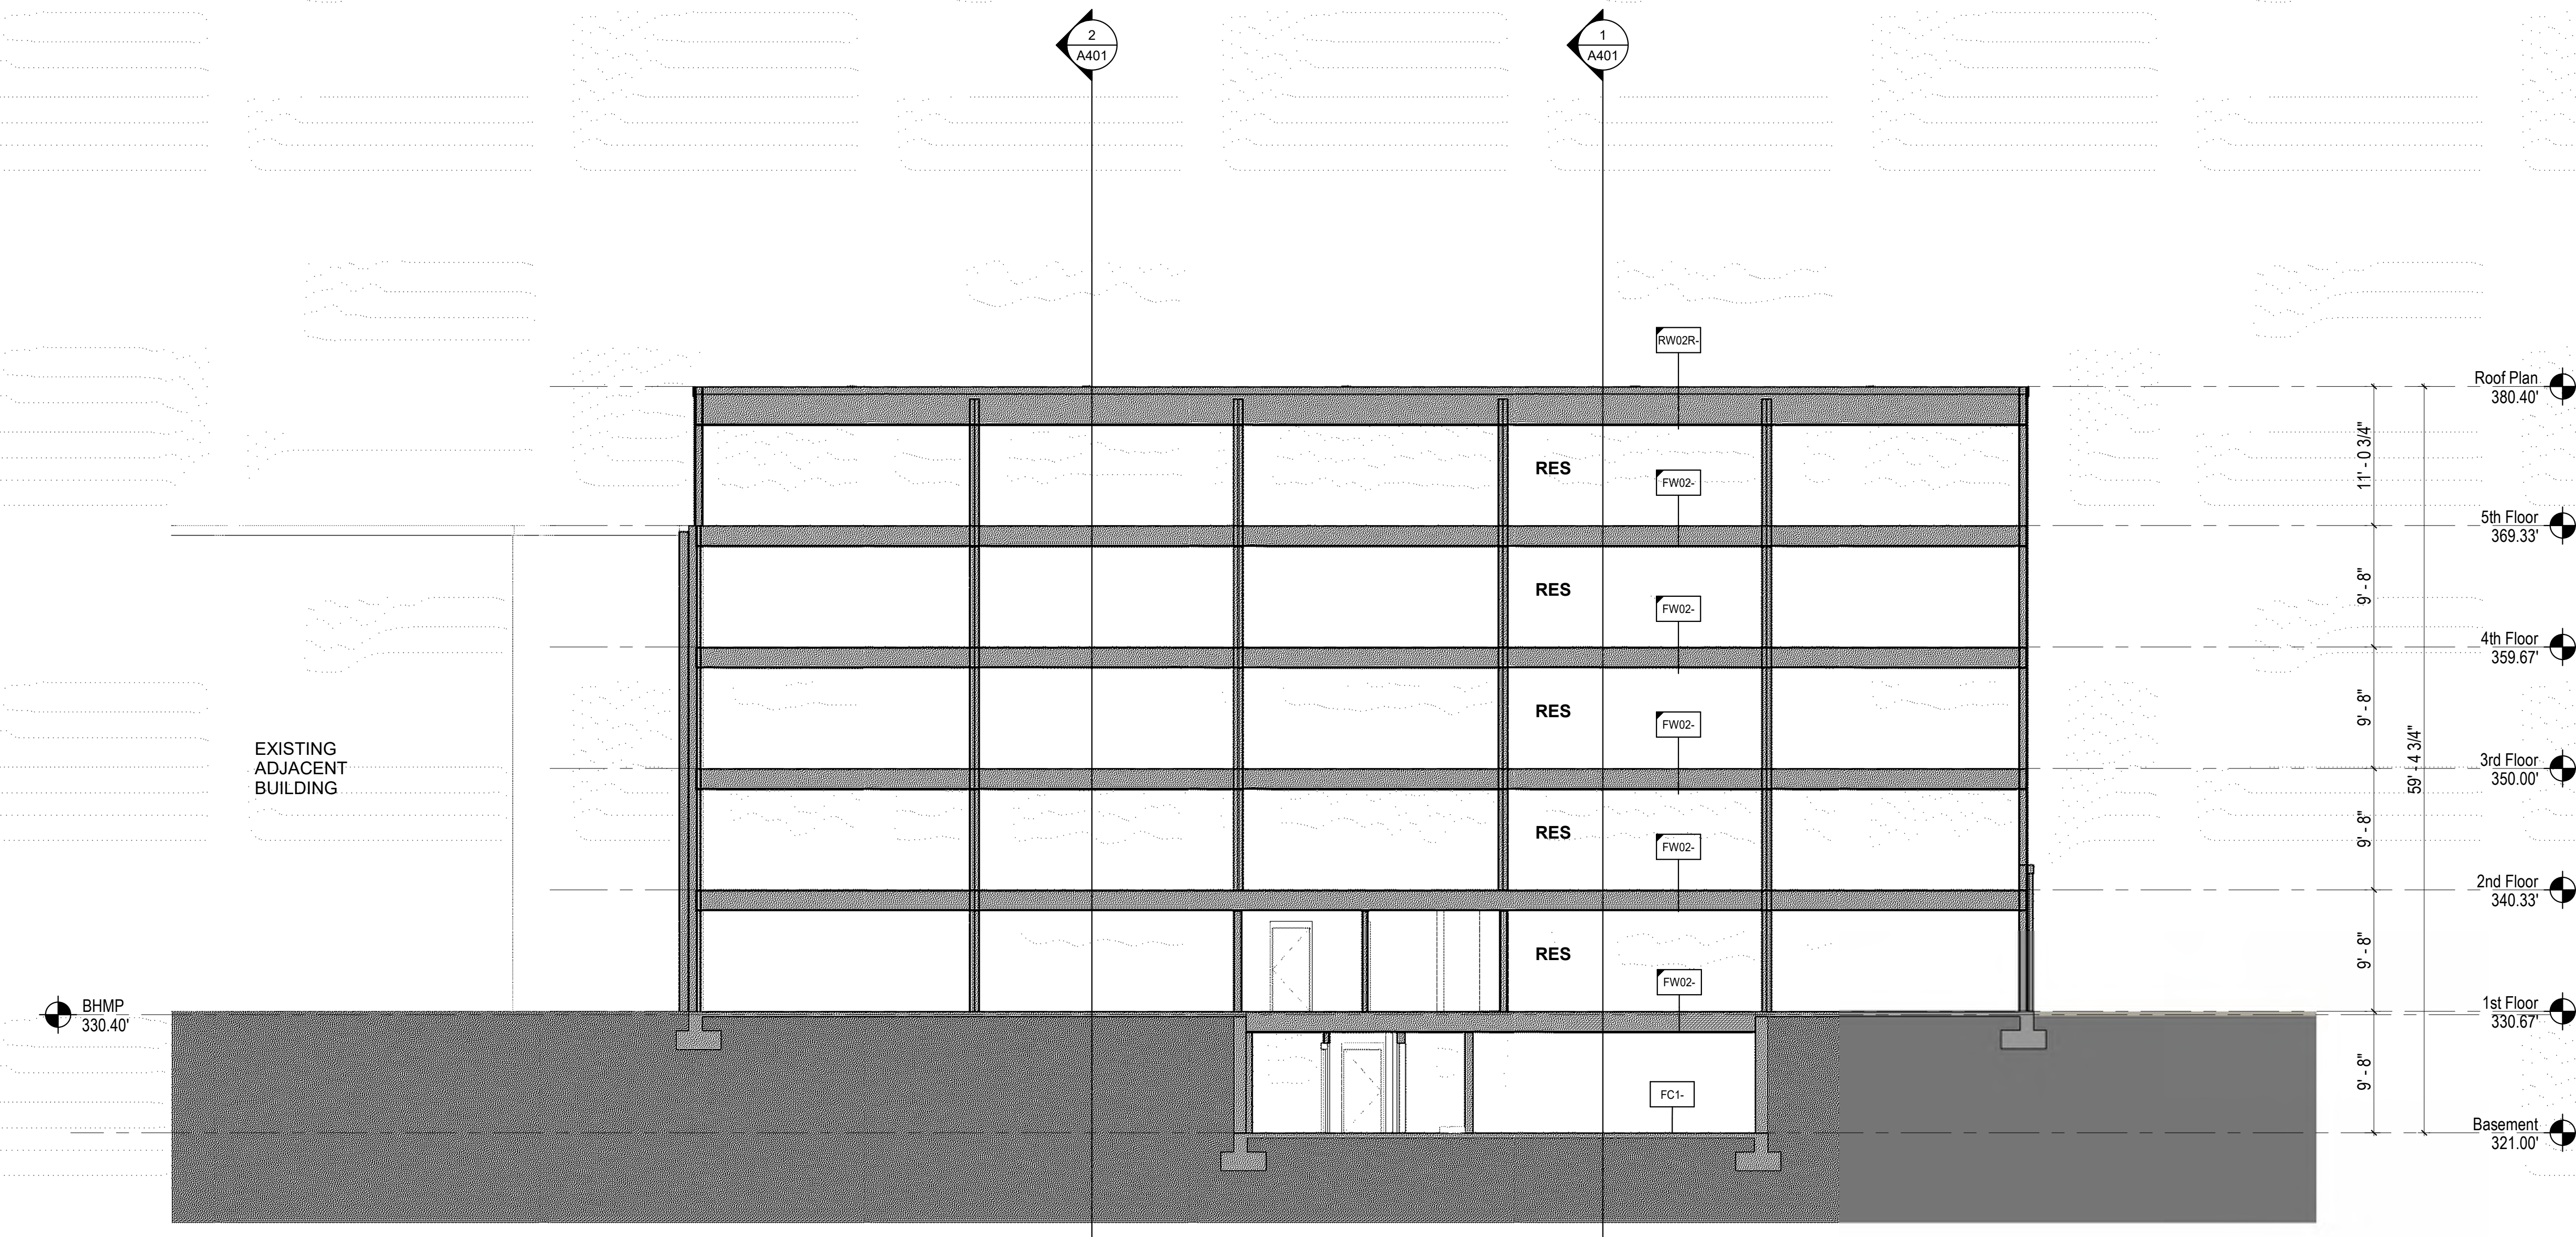 2
A401
1
A401
RW02R-
Roof Plan
380.40'
11' - 0 3/4"
RES
FW02-
5th Floor
369.33'
9' - 8"
RES
FW02-
4th Floor
359.67'
9' - 8"
RES
FW02-
59' - 4 3/4"
EXISTING
ADJACENT
BUILDING
3rd Floor
350.00'
9' - 8"
RES
FW02-
2nd Floor
340.33'
9' - 8"
RES
FW02-
BHMP
330.40'
1st Floor
330.67'
9' - 8"
FC1-
Basement
321.00'